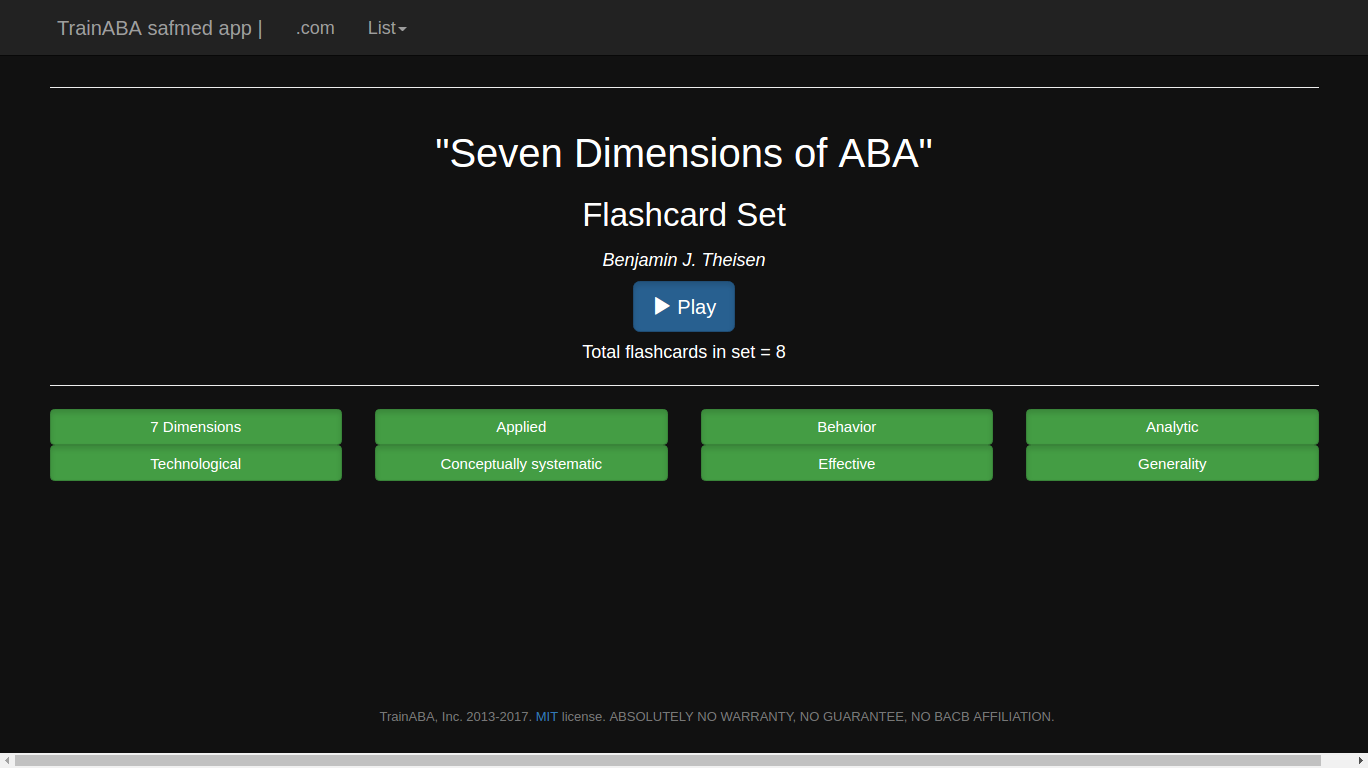 TrainABA safmed app | .com List
"Seven Dimensions of ABA"
Flashcard Set
Benjamin J. Theisen
Play
Total flashcards in set = 8
7 Dimensions Applied Behavior Analytic
Technological Conceptually systematic Effective Generality
TrainABA, Inc. 2013-2017. MIT license. ABSOLUTELY NO WARRANTY, NO GUARANTEE, NO BACB AFFILIATION.